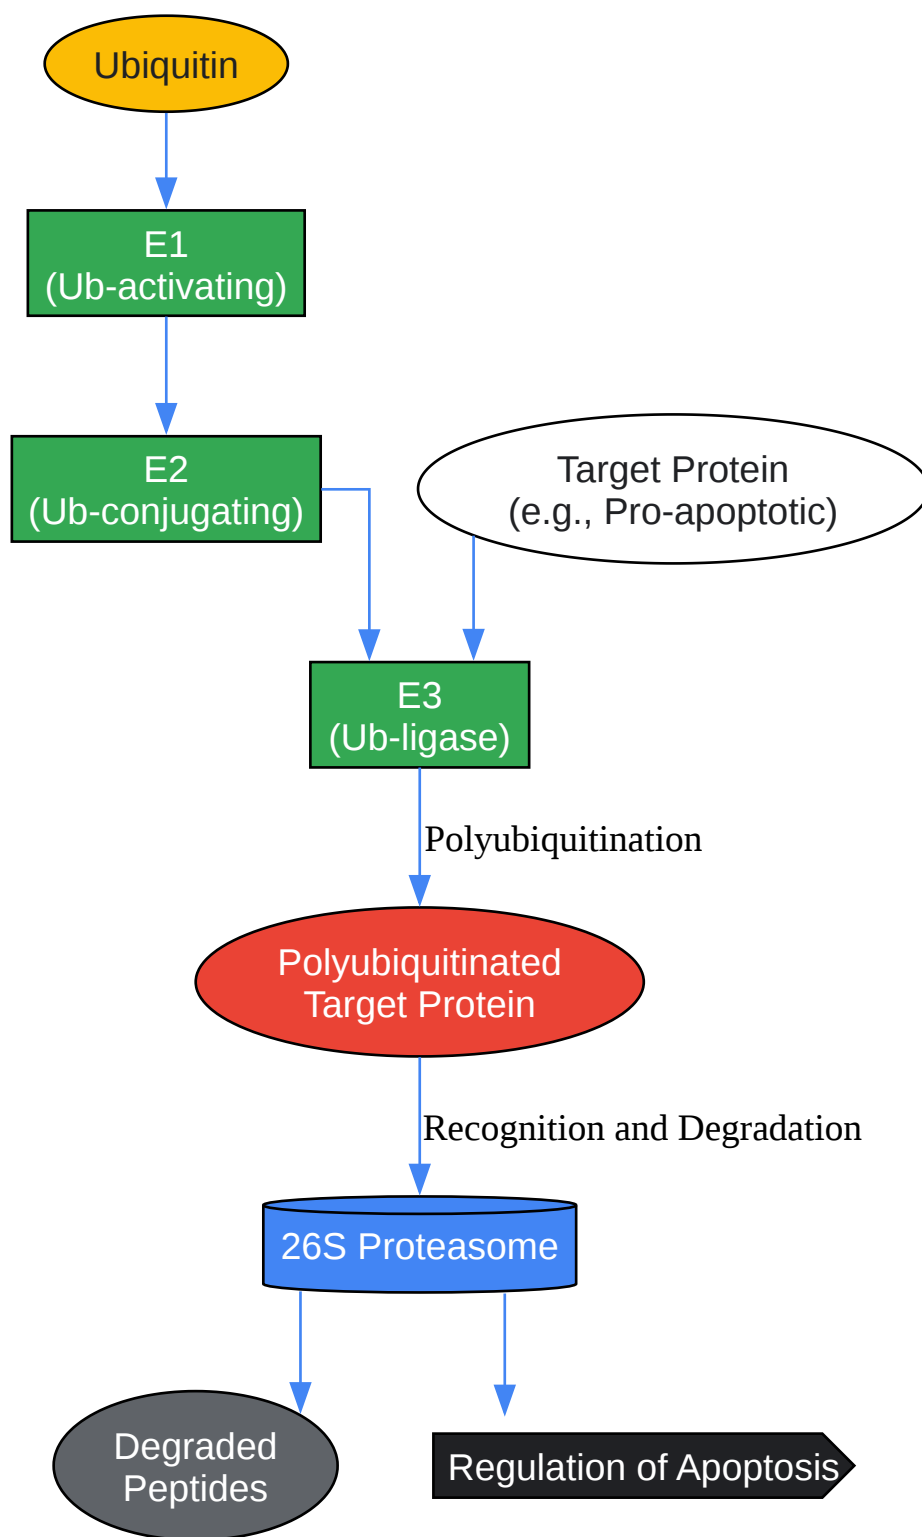 Ubiquitin
E1
(Ub-activating)
E2
(Ub-conjugating)
Target Protein
(e.g., Pro-apoptotic)
E3
(Ub-ligase)
Polyubiquitination
Polyubiquitinated
Target Protein
Recognition and Degradation
26S Proteasome
Degraded
Peptides
Regulation of Apoptosis